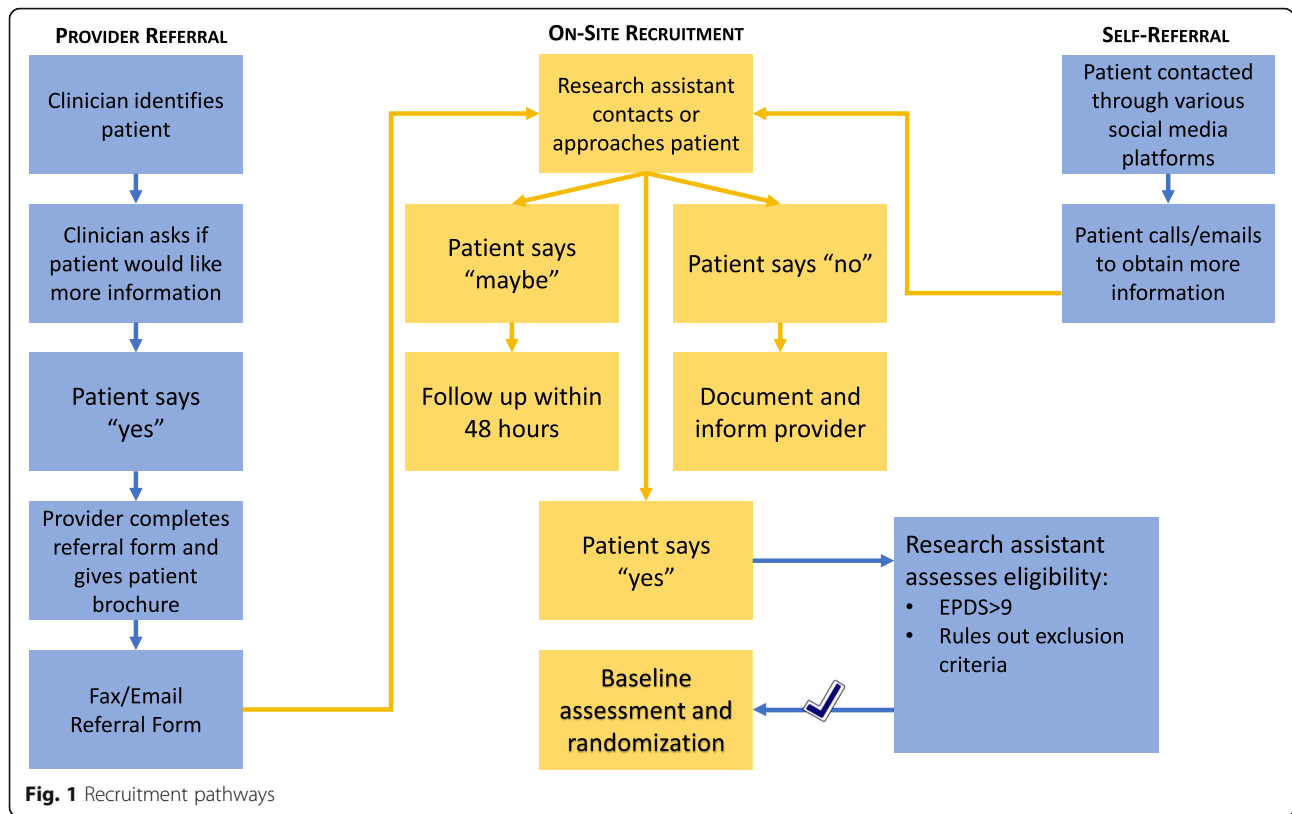 PROVIDER REFERRAL
Clinician identifies
patient
Clinician asks if
patient would like
more information
Patient says
“yes”
Provider completes
referral form and
gives patient
brochure
Fax/Email
Referral Form
ON-SITE RECRUITMENT
Research assistant
contacts or
approaches patient
Patient says
“maybe”
Patient says “no”
Follow up within
48 hours
Document and
inform provider
Patient says
“yes”
Research assistant
assesses eligibility:
• EPDS>9
• Rules out exclusion
criteria
Baseline
assessment and
randomization
SELF-REFERRAL
Patient contacted
through various
social media
platforms
Patient calls/emails
to obtain more
information
Fig. 1 Recruitment pathways